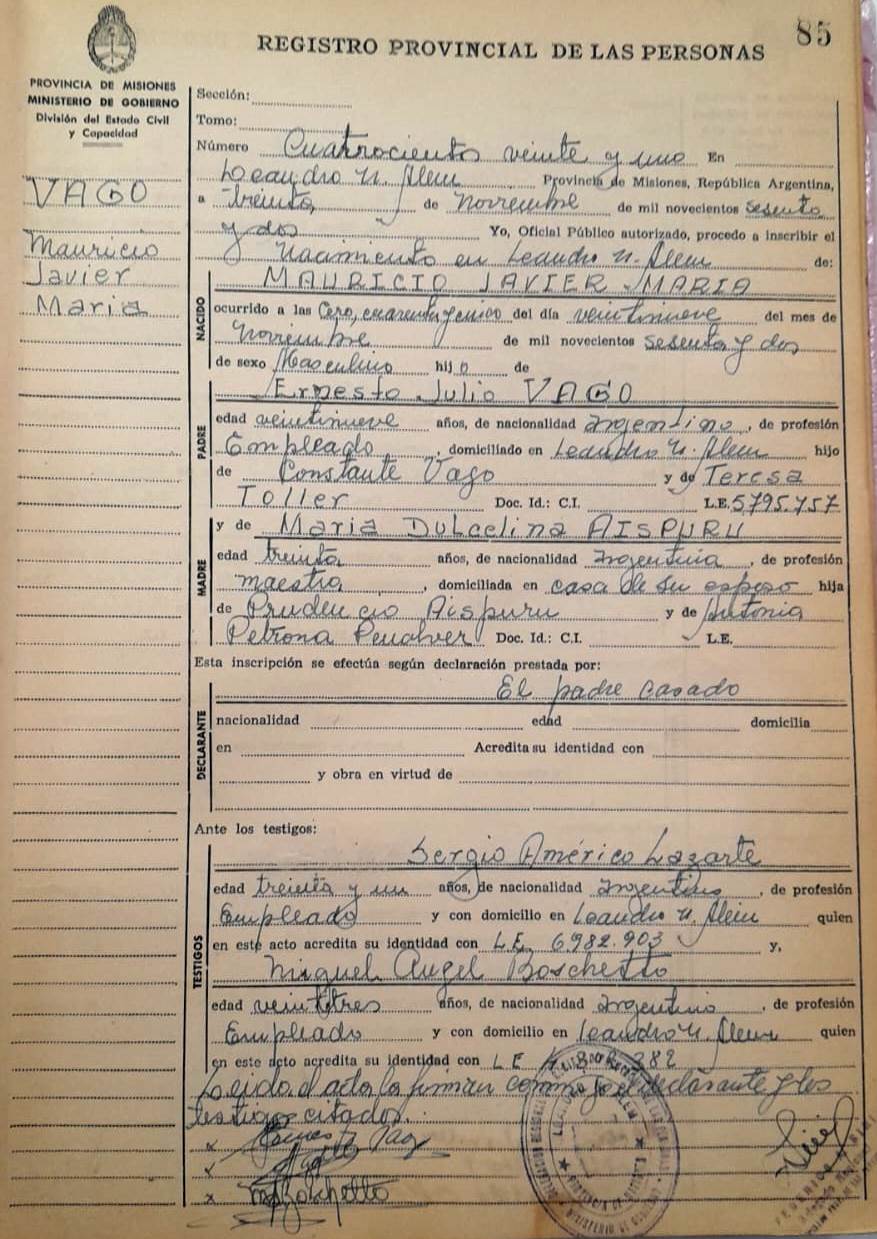 85
REGISTRO PROVINCIAL DE LAS PERSONAS
PROVINCIA DE MISIONES
MINISTERIO DE GOBIERNO
División del Estado Civil
y Capacidad
VAGO
Mauricio
Javier
Maria
Sección:
Tomo:
Número Cuatrocientos veinte y uno En
Leandro N. Alem Provincia de Misiones, República Argentina,
a treinta de Noviembre de mil novecientos sesenta
y dos Yo, Oficial Público autorizado, procedo a inscribir el
Nacimiento en Leandro N. Alem de:
NACIDO
MAURICIO JAVIER MARIA
ocurrido a las Cero, cuarenta y cinco del día veintinueve del mes de
Noviembre de mil novecientos sesenta y dos
de sexo Masculino hijo de
PADRE
Ernesto Julio VAGO
edad veintinueve años, de nacionalidad argentino, de profesión
Empleado, domiciliado en Leandro N. Alem hijo
de Constante Vago y de Teresa
Toller Doc. Id.: C.I. L.E. 5795.757
MADRE
y de Maria Dulcelina AISPURU
edad treinta años, de nacionalidad argentina, de profesión
maestra, domiciliada en casa de su esposo hija
de Prudencio Aispuru y de Antonia
Petrona Penalver Doc. Id.: C.I. L.E.
Esta inscripción se efectúa según declaración prestada por:
DECLARANTE
El padre casado
nacionalidad edad domicilia
en Acredita su identidad con
y obra en virtud de
Ante los testigos:
TESTIGOS
Sergio Américo Lazarte
edad treinta y un años, de nacionalidad argentino, de profesión
Empleado y con domicilio en Leandro N. Alem quien
en este acto acredita su identidad con L.E. 6.982.903 y,
Miguel Angel Boschetto
edad veintitres años, de nacionalidad argentino, de profesión
Empleado y con domicilio en Leandro N. Alem quien
en este acto acredita su identidad con L E
Leida el acta la firman conmigo el declarante y los
testigos citados.